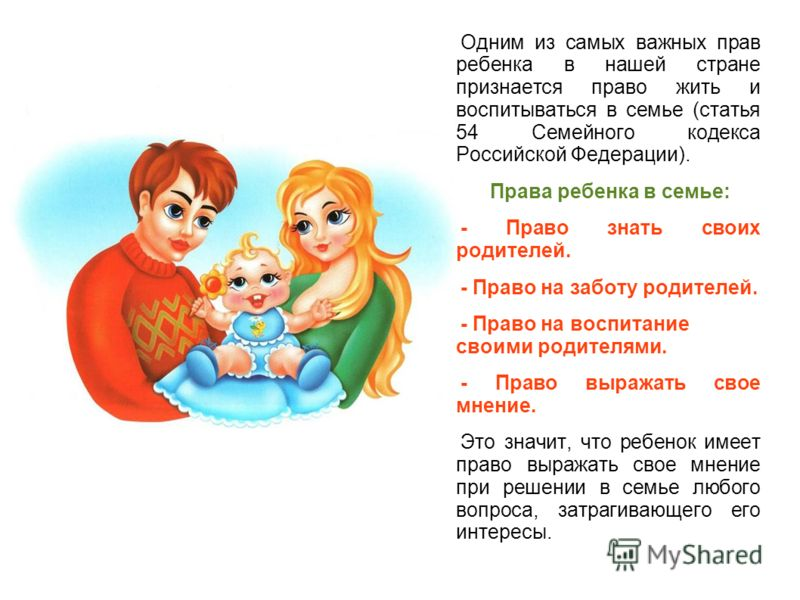 Одним из самых важных прав
ребенка в нашей стране
признается право жить и
воспитываться в семье (статья
54 Семейного кодекса
Российской Федерации).
Права ребенка в семье:
- Право знать своих
родителей.
- Право на заботу родителей.
- Право на воспитание
своими родителями.
- Право выражать свое
мнение.
Это значит, что ребенок имеет
право выражать свое мнение
при решении в семье любого
вопроса, затрагивающего его
интересы.
MyShared